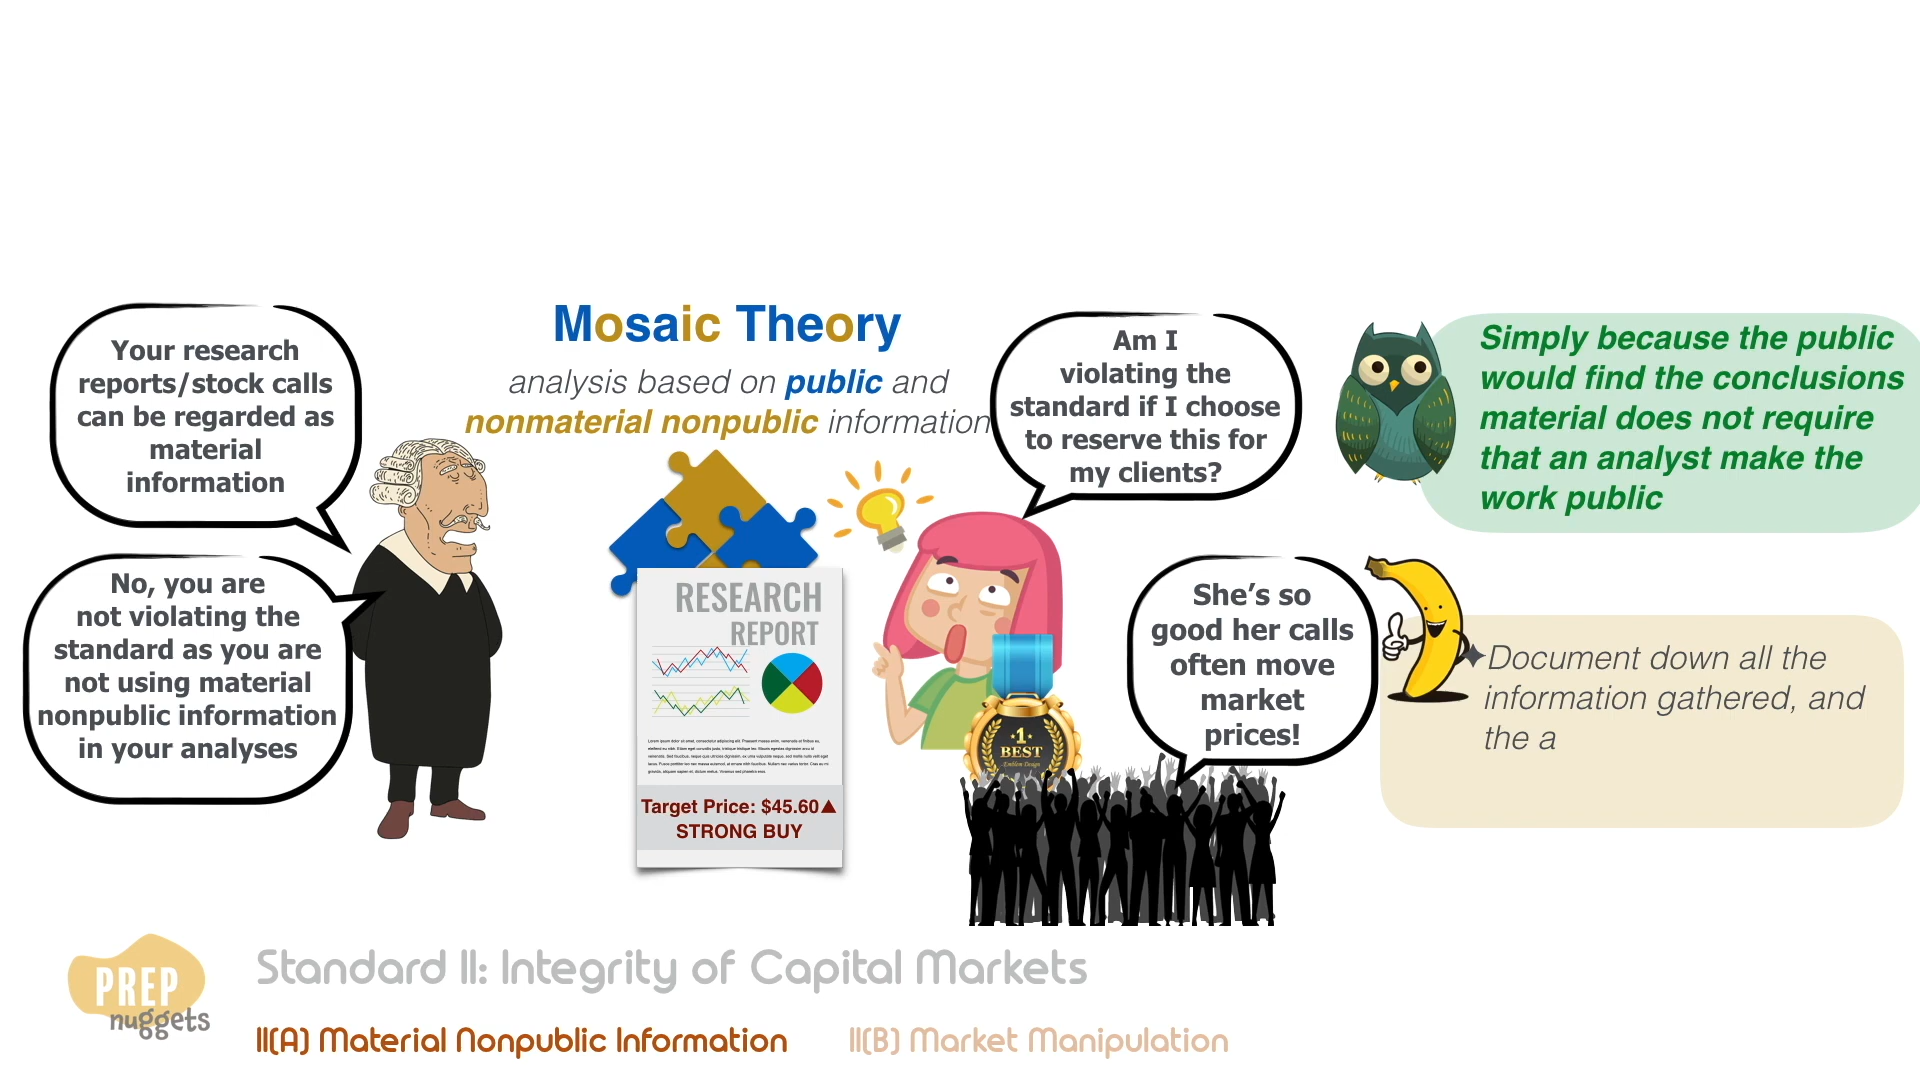 Your research
reports/stock calls
can be regarded as
material
information
No, you are
not violating the
standard as you are
not using material
nonpublic information
in your analyses
Mosaic Theory
analysis based on public and
nonmaterial nonpublic information
RESEARCH
REPORT
Target Price: $45.60▲
STRONG BUY
Am I
violating the
standard if I choose
to reserve this for
my clients?
1
BEST
She's so
good her calls
often move
market
prices!
Simply because the public
would find the conclusions
material does not require
that an analyst make the
work public
✦Document down all the
information gathered, and
the a
PREP
nuggets
Standard II: Integrity of Capital Markets
II(A) Material Nonpublic Information
II(B) Market Manipulation